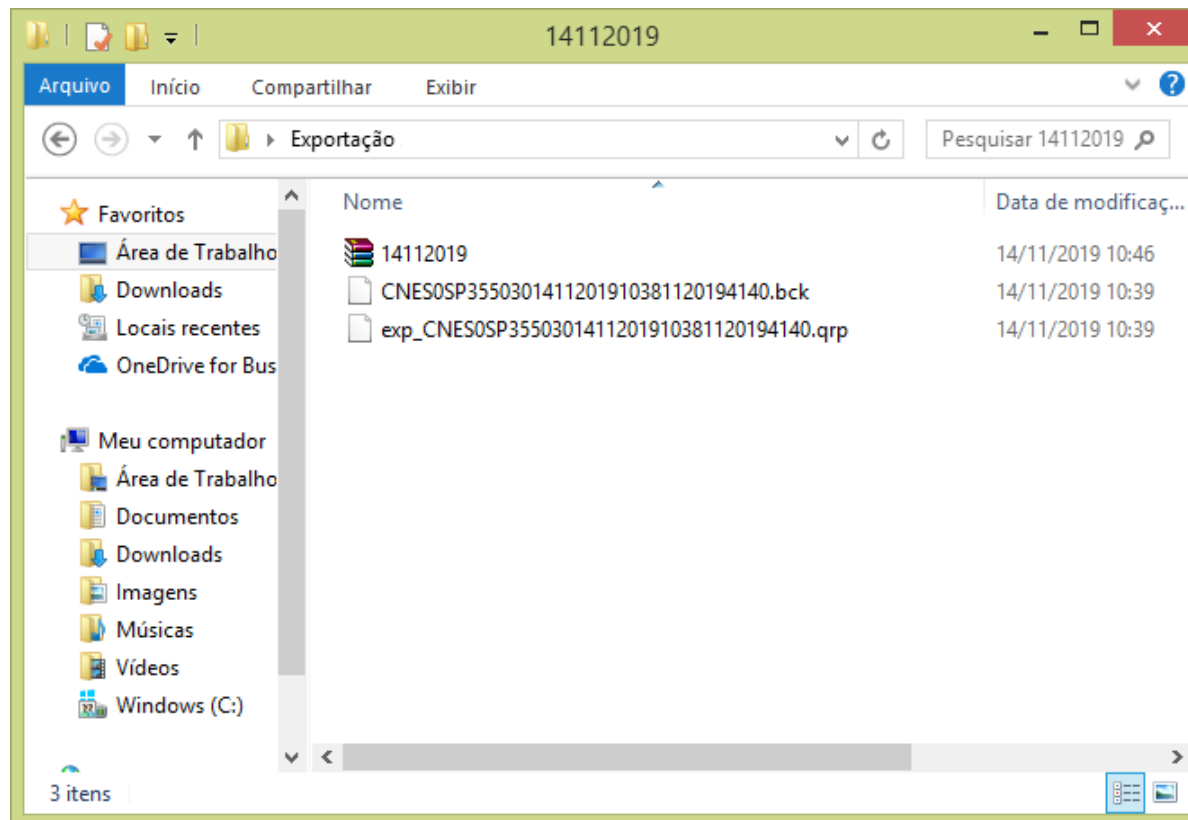 14112019
Arquivo Início Compartilhar Exibir
Exportação Pesquisar 14112019
Nome Data de modificaç...
Favoritos
Área de Trabalho
Downloads
Locais recentes
OneDrive for Bus
Meu computador
Área de Trabalho
Documentos
Downloads
Imagens
Músicas
Vídeos
Windows (C:)
14112019 14/11/2019 10:46
CNES0SP3550301411201910381120194140.bck 14/11/2019 10:39
exp_CNES0SP3550301411201910381120194140.qrp 14/11/2019 10:39
3 itens